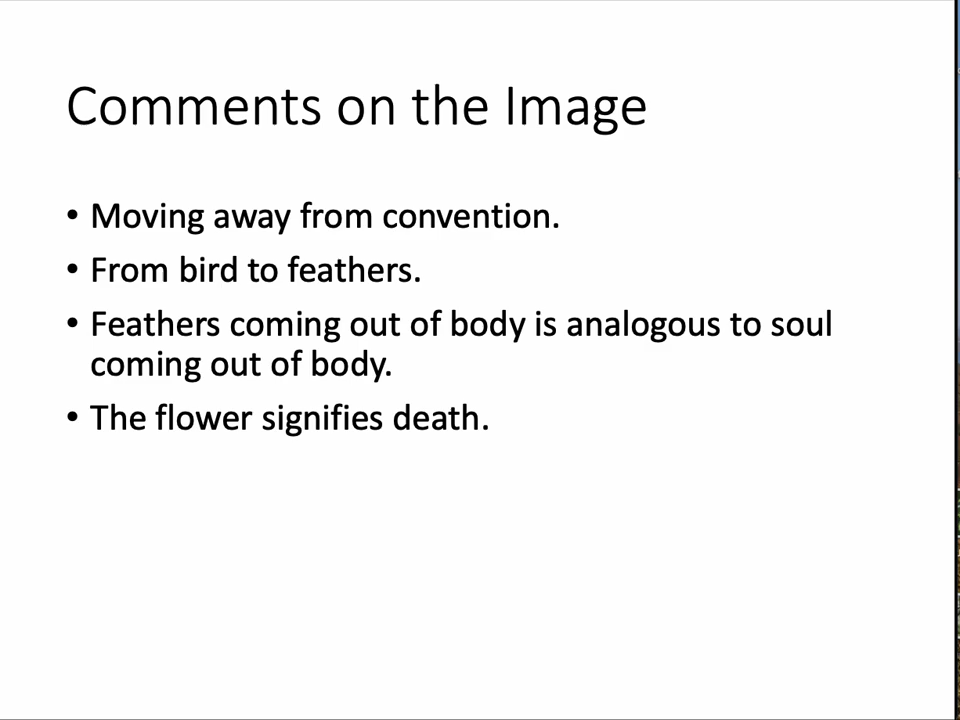 Comments on the Image
• Moving away from convention.
• From bird to feathers.
• Feathers coming out of body is analogous to soul
coming out of body.
• The flower signifies death.